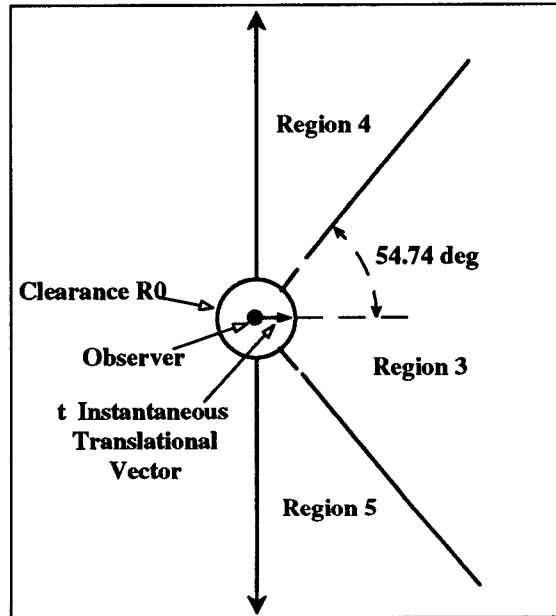 Region 4
54.74 deg
Clearance R0
Observer
Region 3
t Instantaneous
Translational
Vector
Region 5